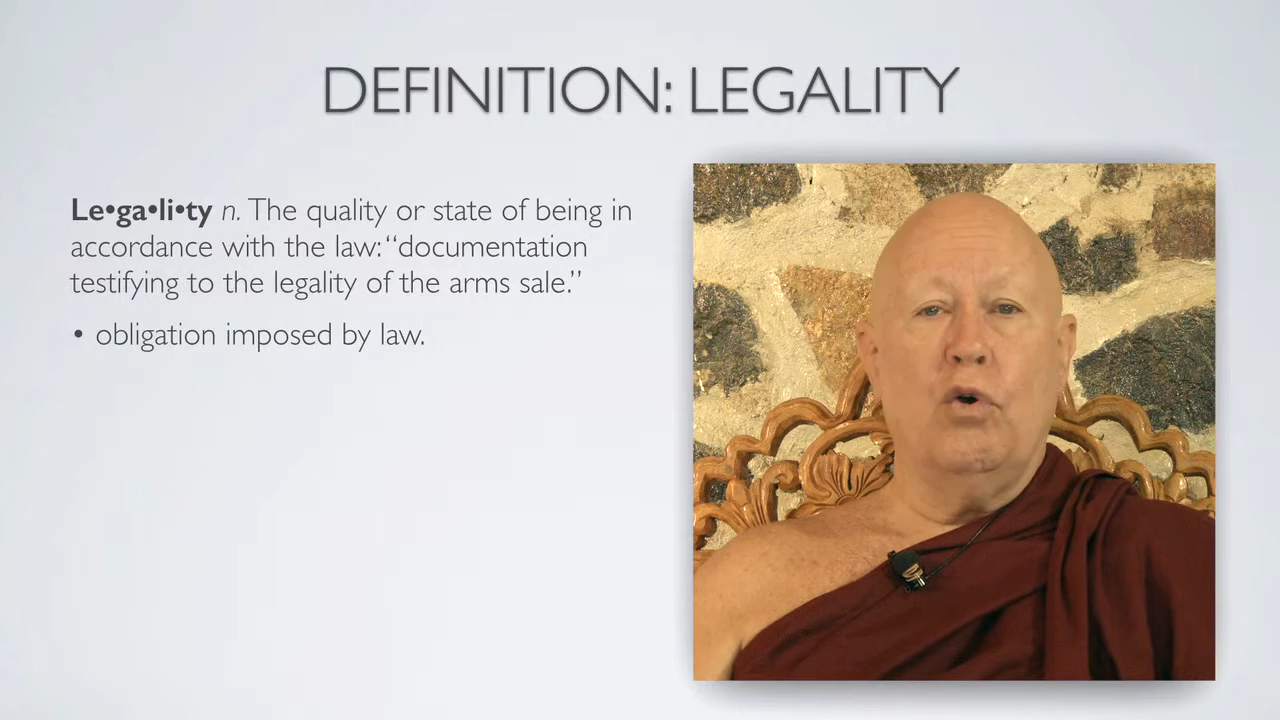 DEFINITION: LEGALITY
Le•ga•li•ty n. The quality or state of being in
accordance with the law: “documentation
testifying to the legality of the arms sale.”
• obligation imposed by law.